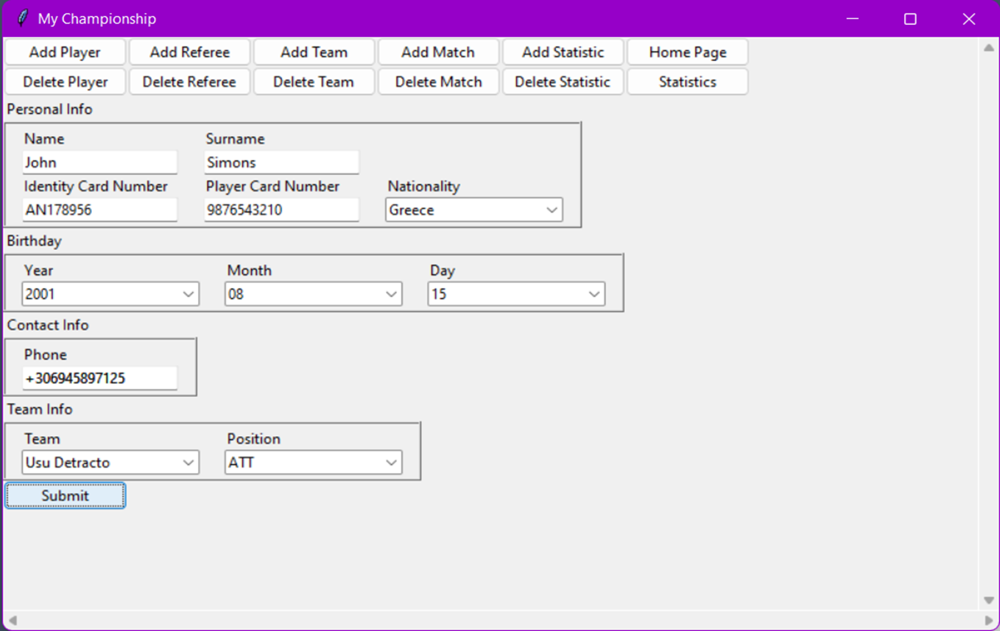 My Championship
Add Player Add Referee Add Team Add Match Add Statistic Home Page
Delete Player Delete Referee Delete Team Delete Match Delete Statistic Statistics
Personal Info
Name Surname
John Simons
Identity Card Number Player Card Number Nationality
AN178956 9876543210 Greece
Birthday
Year Month Day
2001 08 15
Contact Info
Phone
+306945897125
Team Info
Team Position
Usu Detracto ATT
Submit